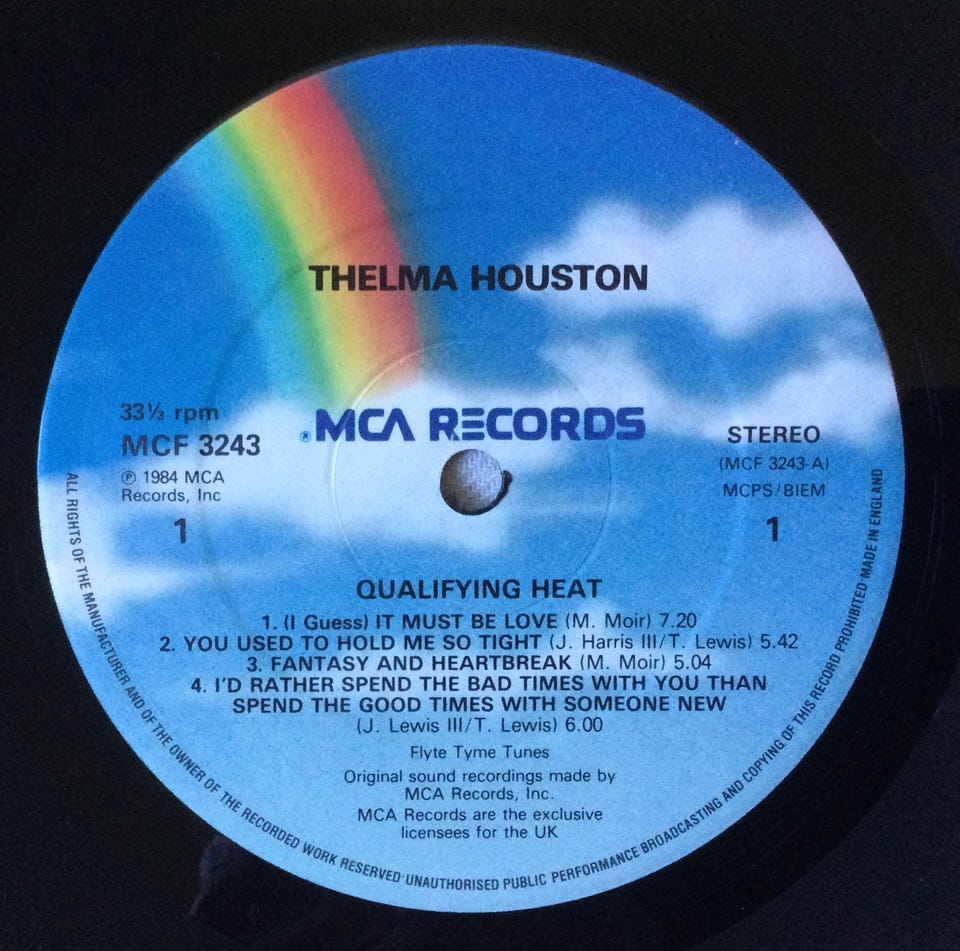 THELMA HOUSTON
33⅓ rpm
MCF 3243
℗ 1984 MCA
Records, Inc
1
® MCA RECORDS
STEREO
(MCF 3243-A)
MCPS/BIEM
1
QUALIFYING HEAT
1. (I Guess) IT MUST BE LOVE (M. Moir) 7.20
2. YOU USED TO HOLD ME SO TIGHT (J. Harris III/T. Lewis) 5.42
3. FANTASY AND HEARTBREAK (M. Moir) 5.04
4. I'D RATHER SPEND THE BAD TIMES WITH YOU THAN
SPEND THE GOOD TIMES WITH SOMEONE NEW
(J. Lewis III/T. Lewis) 6.00
Flyte Tyme Tunes
Original sound recordings made by
MCA Records, Inc.
MCA Records are the exclusive
licensees for the UK
ALL RIGHTS OF THE MANUFACTURER AND OF THE OWNER OF THE RECORDED WORK RESERVED·UNAUTHORISED PUBLIC PERFORMANCE BROADCASTING AND COPYING OF THIS RECORD PROHIBITED·MADE IN ENGLAND